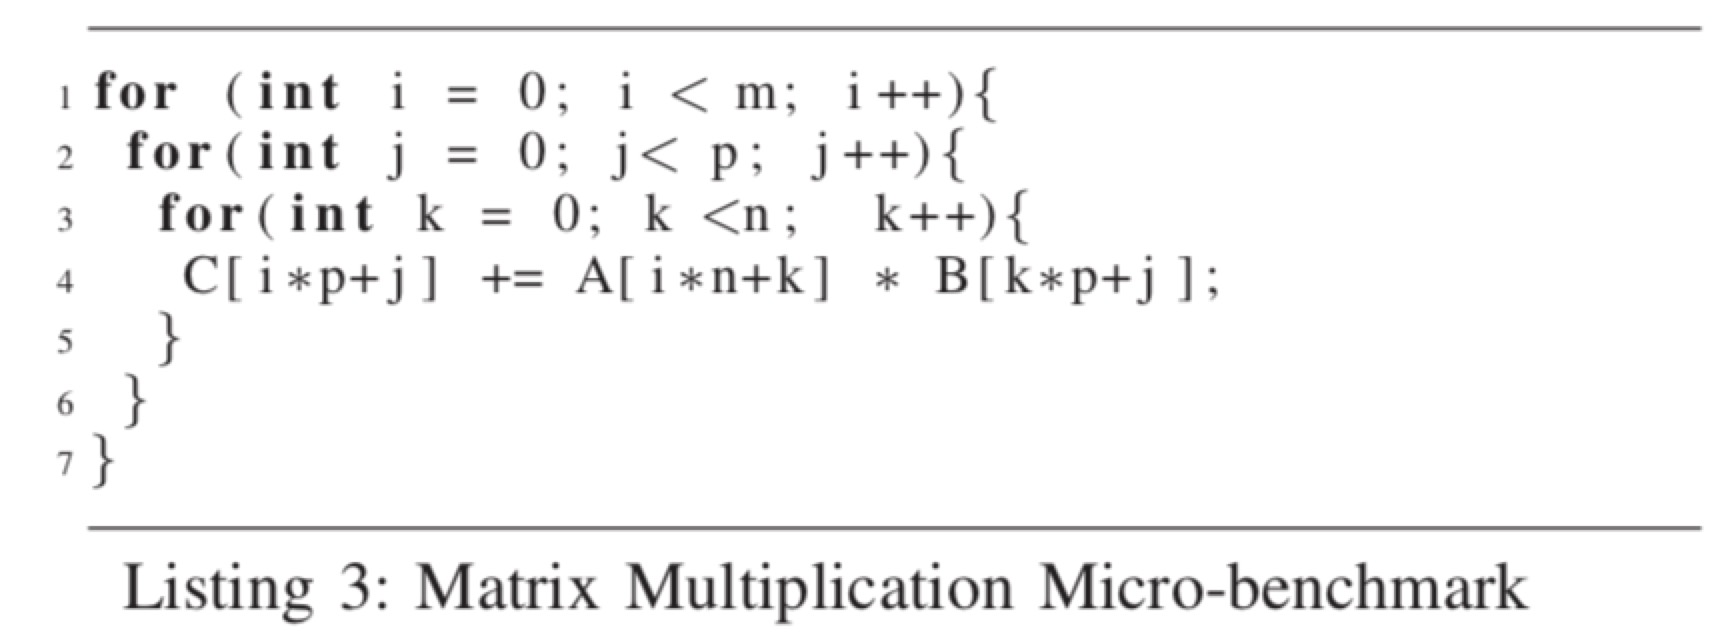 1 for (int i = 0; i < m; i++){
2 for(int j = 0; j< p; j++){
3 for(int k = 0; k <n; k++){
4 C[i*p+j] += A[i*n+k] * B[k*p+j];
5 }
6 }
7 }
Listing 3: Matrix Multiplication Micro-benchmark